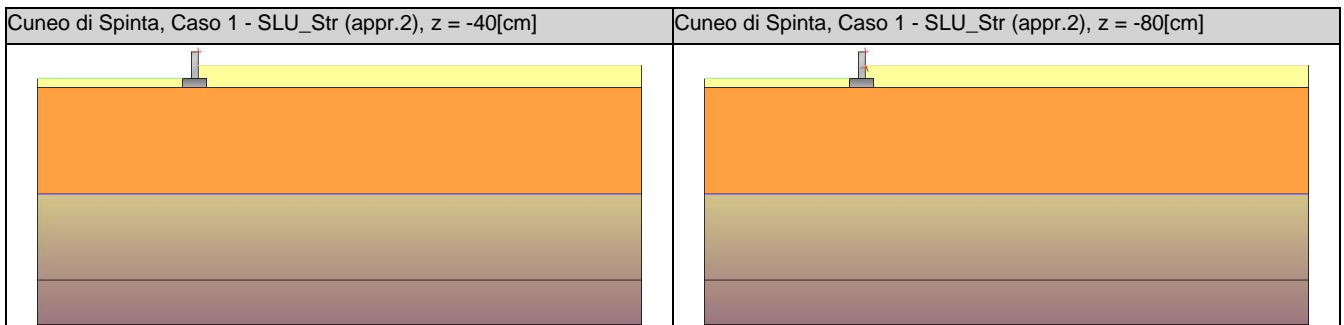 Cuneo di Spinta, Caso 1 - SLU_Str (appr.2), z = -40[cm]
Cuneo di Spinta, Caso 1 - SLU_Str (appr.2), z = -80[cm]